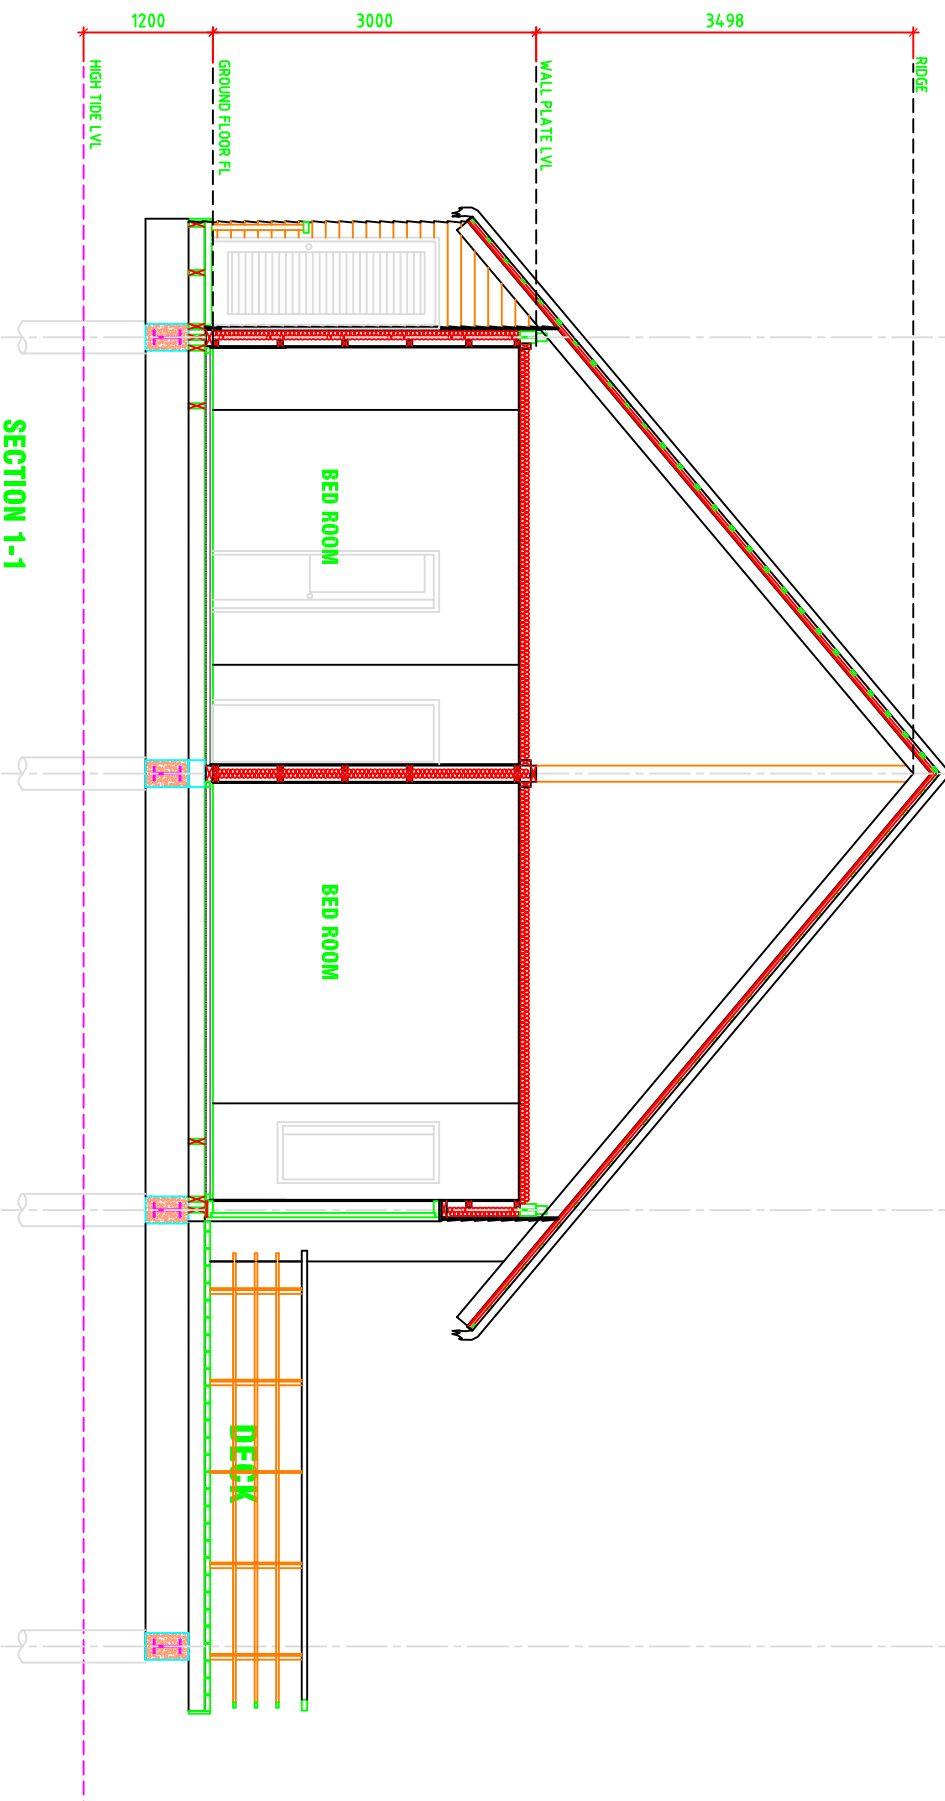 3498
3000
1200
RIDGE
WALL PLATE LVL
GROUND FLOOR FL
HIGH TIDE LVL
BED ROOM
BED ROOM
DECK
SECTION 1-1